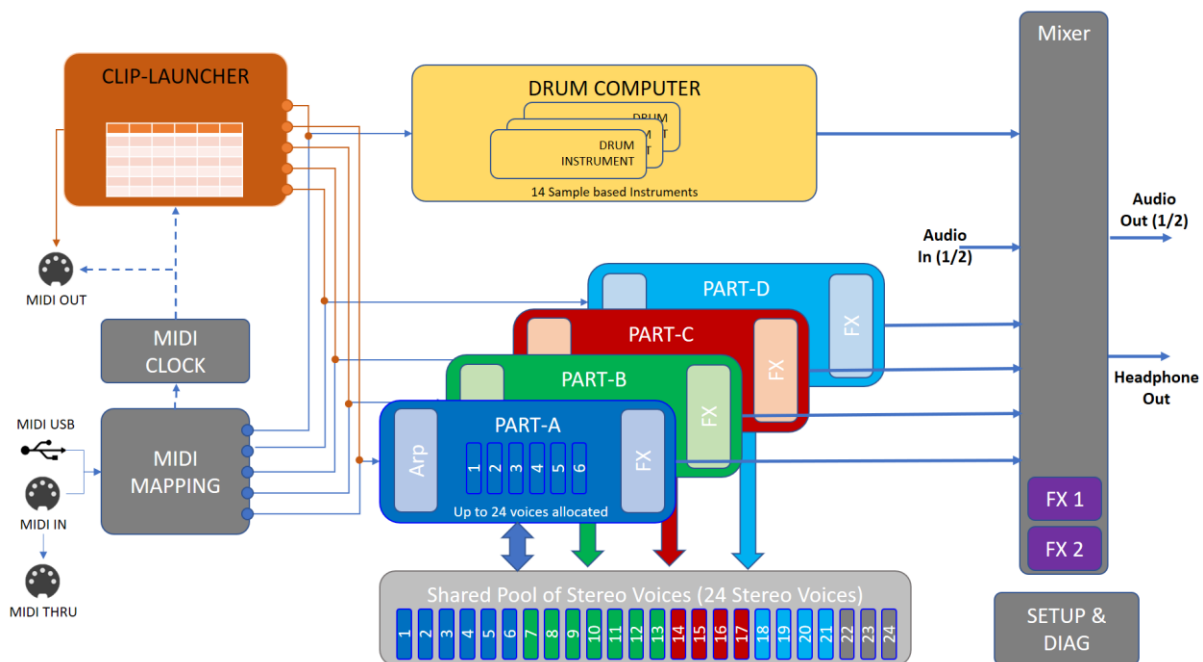 CLIP-LAUNCHER
MIDI OUT
MIDI
CLOCK
MIDI USB
MIDI
MAPPING
MIDI IN
MIDI THRU
DRUM COMPUTER
DRUM
INSTRUMENT
14 Sample based Instruments
PART-D
FX
PART-C
FX
PART-B
FX
PART-A
Arp
1
2
3
4
5
6
FX
Up to 24 voices allocated
Shared Pool of Stereo Voices (24 Stereo Voices)
1
2
3
4
5
6
7
8
9
10
11
12
13
14
15
16
17
18
19
20
21
22
23
24
Mixer
Audio
In (1/2)
Audio
Out (1/2)
Headphone
Out
FX 1
FX 2
SETUP &
DIAG